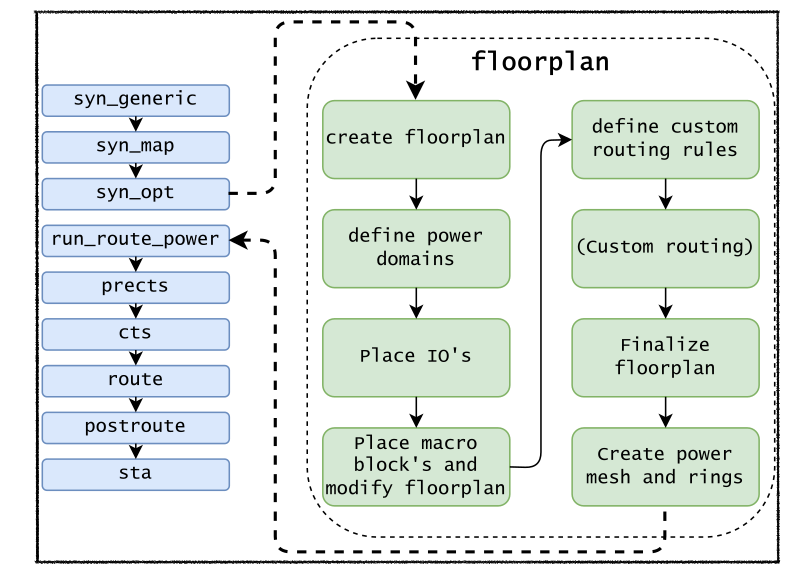 floorplan
syn_generic
syn_map
syn_opt
run_route_power
prects
cts
route
postroute
sta
create floorplan
define power
domains
Place IO's
Place macro
block's and
modify floorplan
define custom
routing rules
(Custom routing)
Finalize
floorplan
Create power
mesh and rings